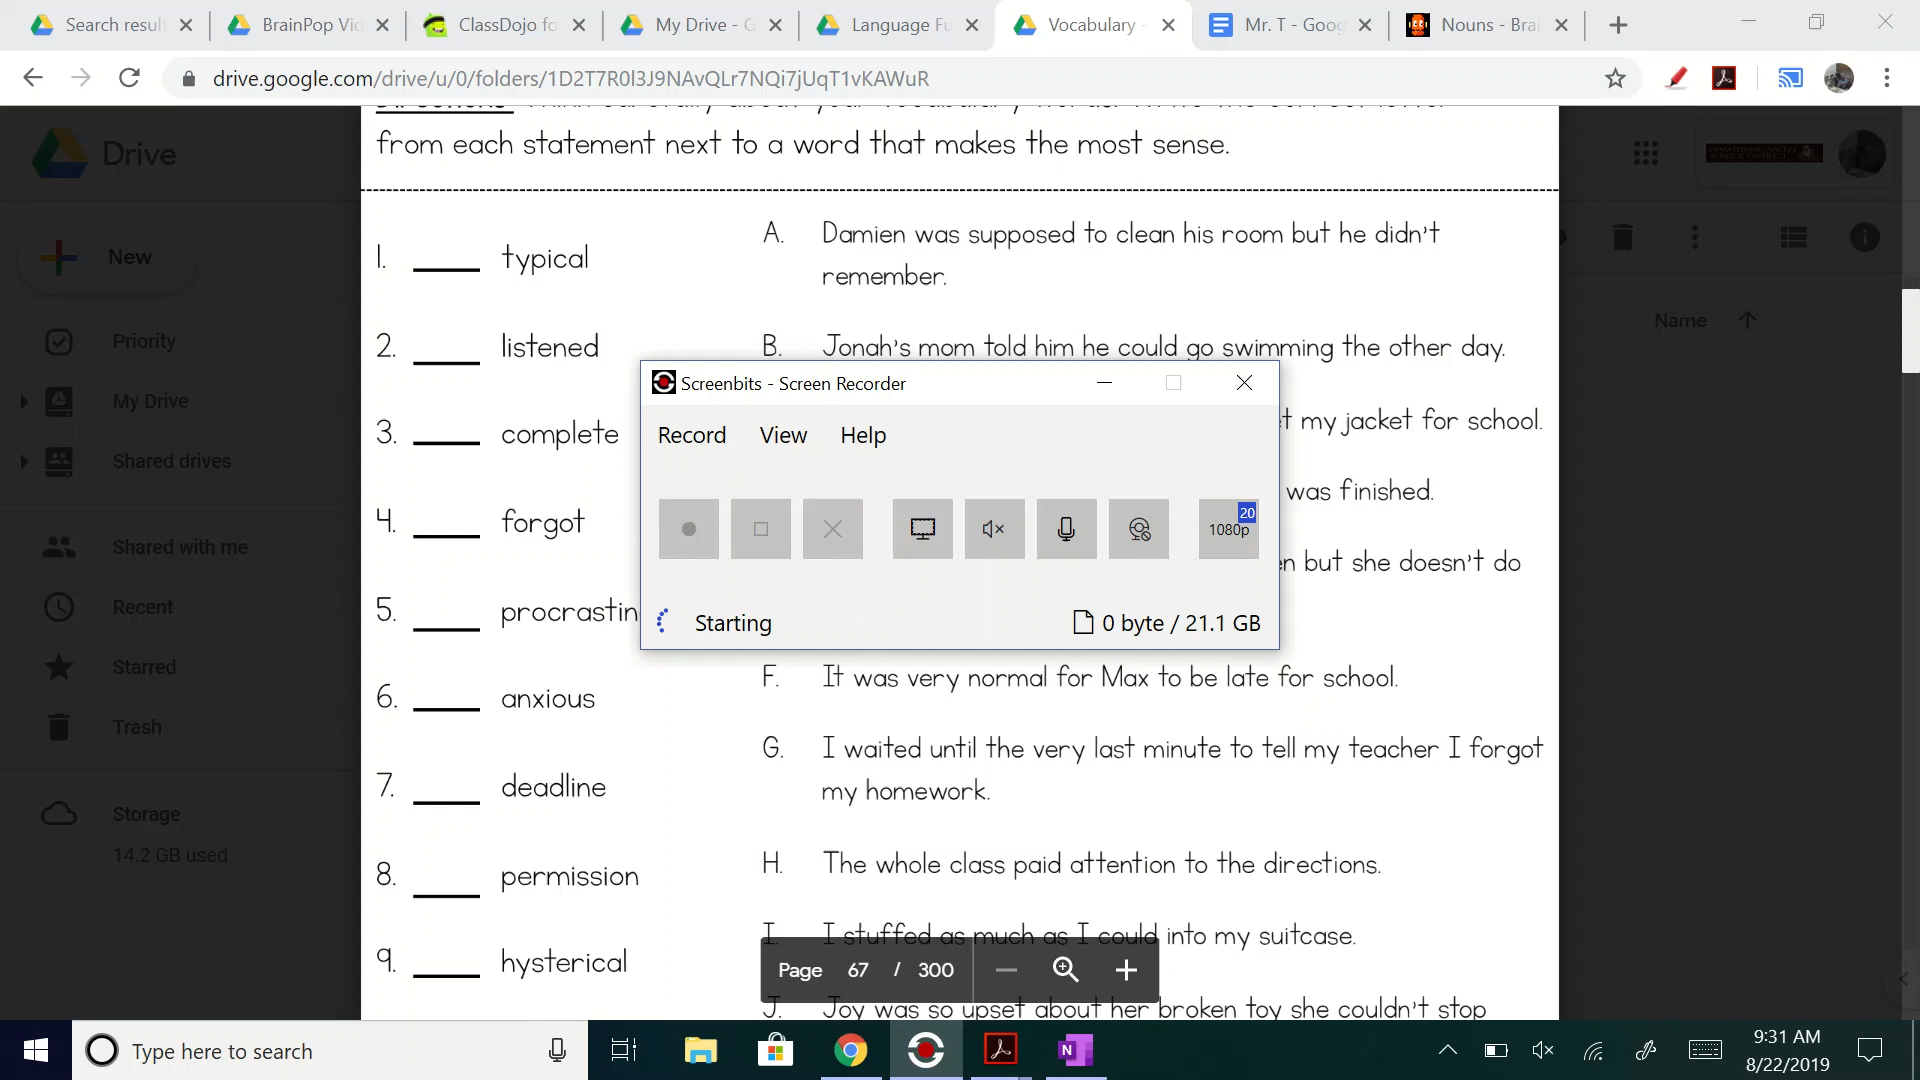 Search result
BrainPop Vid
ClassDojo fo
My Drive - G
Language Fu
Vocabulary -
Mr. T - Goog
Nouns - Brai
drive.google.com/drive/u/0/folders/1D2T7R0l3J9NAvQLr7NQi7jUqT1vKAWuR
Drive
New
Priority
My Drive
Shared drives
Shared with me
Recent
Starred
Trash
Storage
14.2 GB used
Name
from each statement next to a word that makes the most sense.
1. ____ typical
2. ____ listened
3. ____ complete
4. ____ forgot
5. ____ procrastin
6. ____ anxious
7. ____ deadline
8. ____ permission
9. ____ hysterical
A. Damien was supposed to clean his room but he didn't
remember.
B. Jonah's mom told him he could go swimming the other day.
my jacket for school.
was finished.
but she doesn't do
F. It was very normal for Max to be late for school.
G. I waited until the very last minute to tell my teacher I forgot
my homework.
H. The whole class paid attention to the directions.
I. I stuffed as much as I could into my suitcase.
J. Joy was so upset about her broken toy she couldn't stop
Screenbits - Screen Recorder
Record View Help
20
1080p
Starting
0 byte / 21.1 GB
Page 67 / 300
Type here to search
9:31 AM
8/22/2019